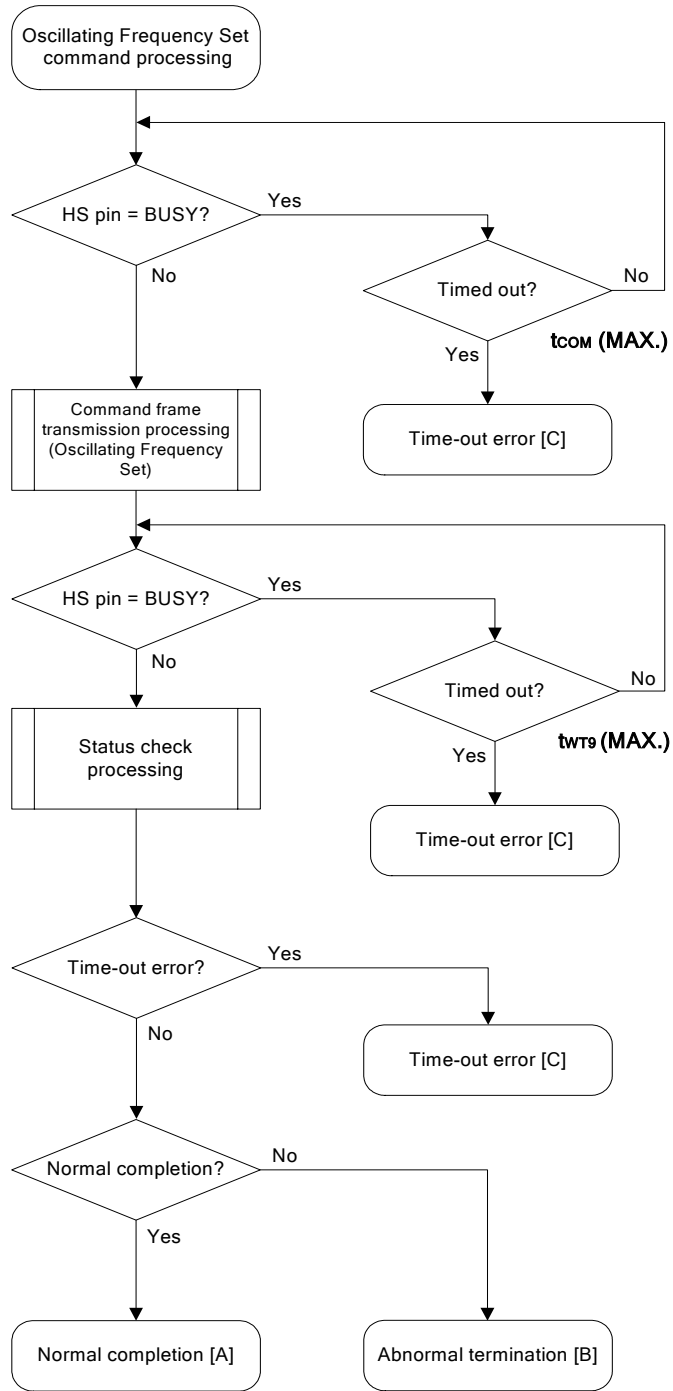 Oscillating Frequency Set
command processing
HS pin = BUSY?
Yes
No
Timed out?
No
tCOM (MAX.)
Yes
Time-out error [C]
Command frame
transmission processing
(Oscillating Frequency
Set)
HS pin = BUSY?
Yes
No
Timed out?
No
tWT9 (MAX.)
Yes
Time-out error [C]
Status check
processing
Time-out error?
Yes
No
Time-out error [C]
Normal completion?
No
Yes
Normal completion [A]
Abnormal termination [B]